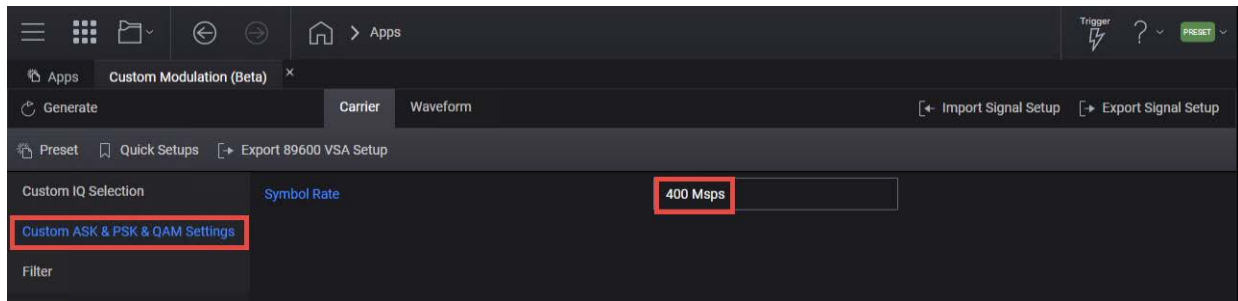 Apps
Trigger
?
PRESET
Apps
Custom Modulation (Beta)
Generate
Carrier
Waveform
Import Signal Setup
Export Signal Setup
Preset
Quick Setups
Export 89600 VSA Setup
Custom IQ Selection
Symbol Rate
400 Msps
Custom ASK & PSK & QAM Settings
Filter